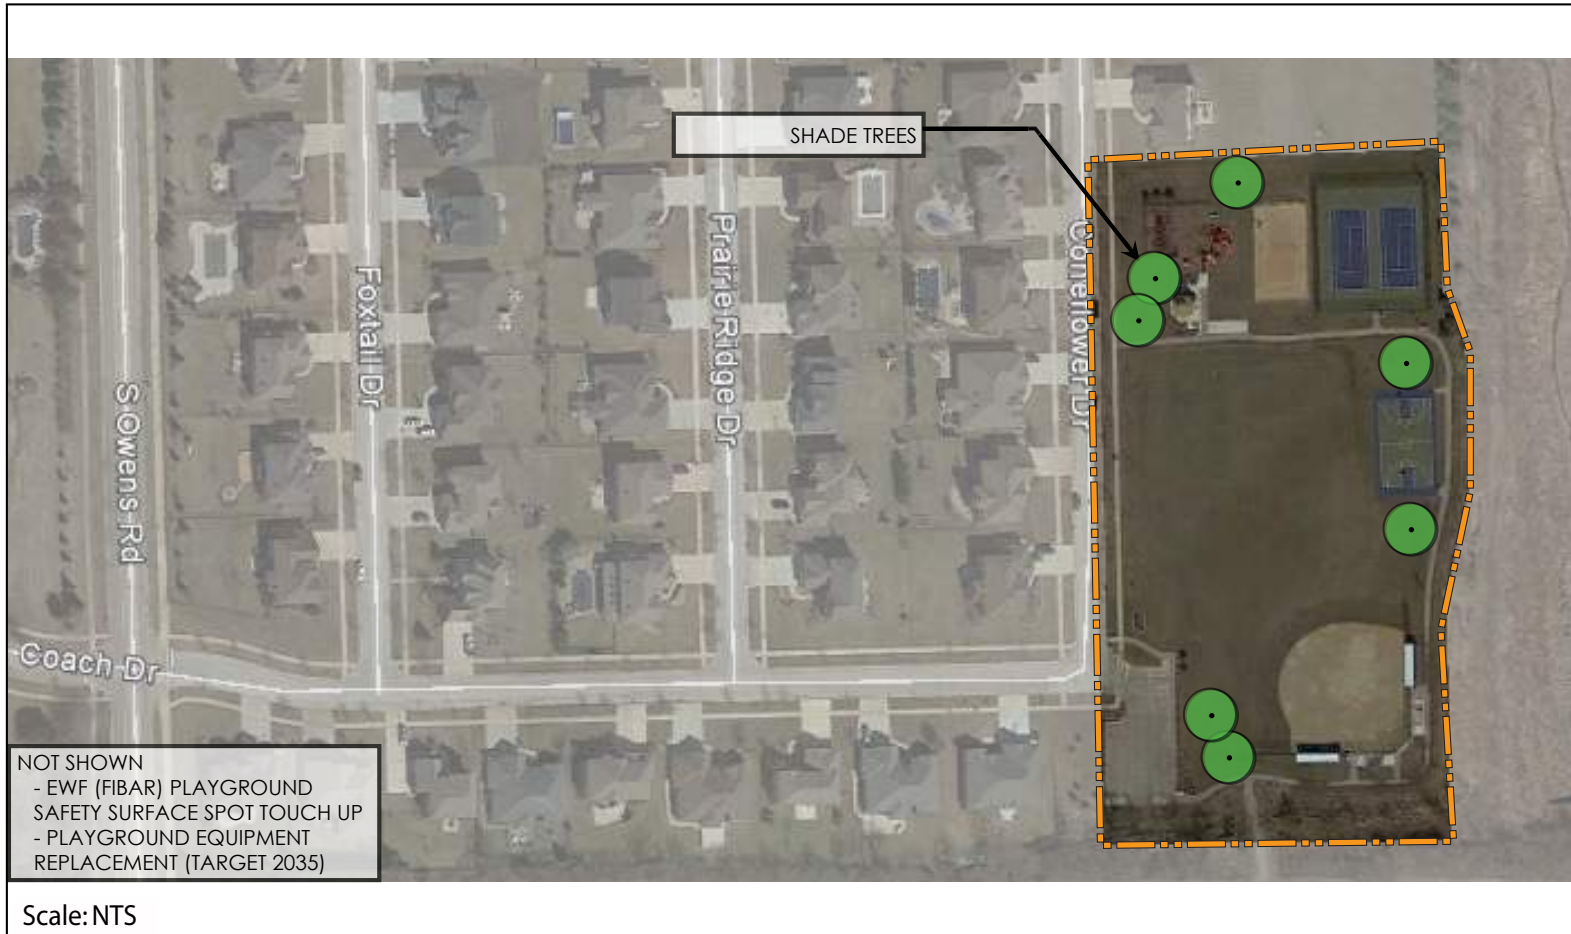 SHADE TREES
Foxtail Dr
Prairie Ridge Dr
Coneflower Dr
S Owens Rd
Coach Dr
NOT SHOWN
- EWF (FIBAR) PLAYGROUND
SAFETY SURFACE SPOT TOUCH UP
- PLAYGROUND EQUIPMENT
REPLACEMENT (TARGET 2035)
Scale: NTS